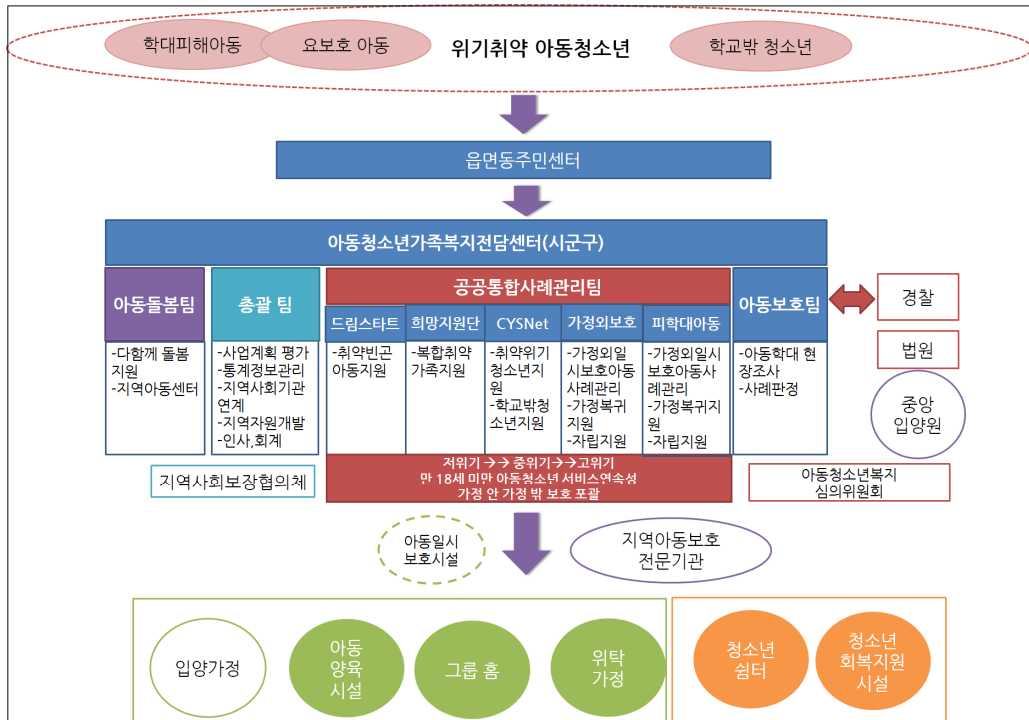 학대피해아동
요보호 아동
위기취약 아동청소년
학교밖 청소년
읍면동주민센터
아동청소년가족복지전담센터(시군구)
아동돌봄팀
총괄 팀
공공통합사례관리팀
아동보호팀
드림스타트
희망지원단
CYSNet
가정외보호
피학대아동
-다함께 돌봄
지원
-지역아동센터
-사업계획 평가
-통계정보관리
-지역사회기관
연계
-지역자원개발
-인사,회계
-취약빈곤
아동지원
-복합취약
가족지원
-취약위기
청소년지
원
-학교밖청
소년지원
-가정외일
시보호아동
사례관리
-가정복귀
지원
-자립지원
-가정외일시
보호아동사
례관리
-가정복귀지
원
-자립지원
-아동학대 현
장조사
-사례판정
경찰
법원
중앙
입양원
저위기 →→ 중위기→→고위기
만 18세 미만 아동청소년 서비스연속성
가정 안 가정 밖 보호 포괄
지역사회보장협의체
아동청소년복지
심의위원회
아동일시
보호시설
지역아동보호
전문기관
입양가정
아동
양육
시설
그룹 홈
위탁
가정
청소년
쉼터
청소년
회복지원
시설